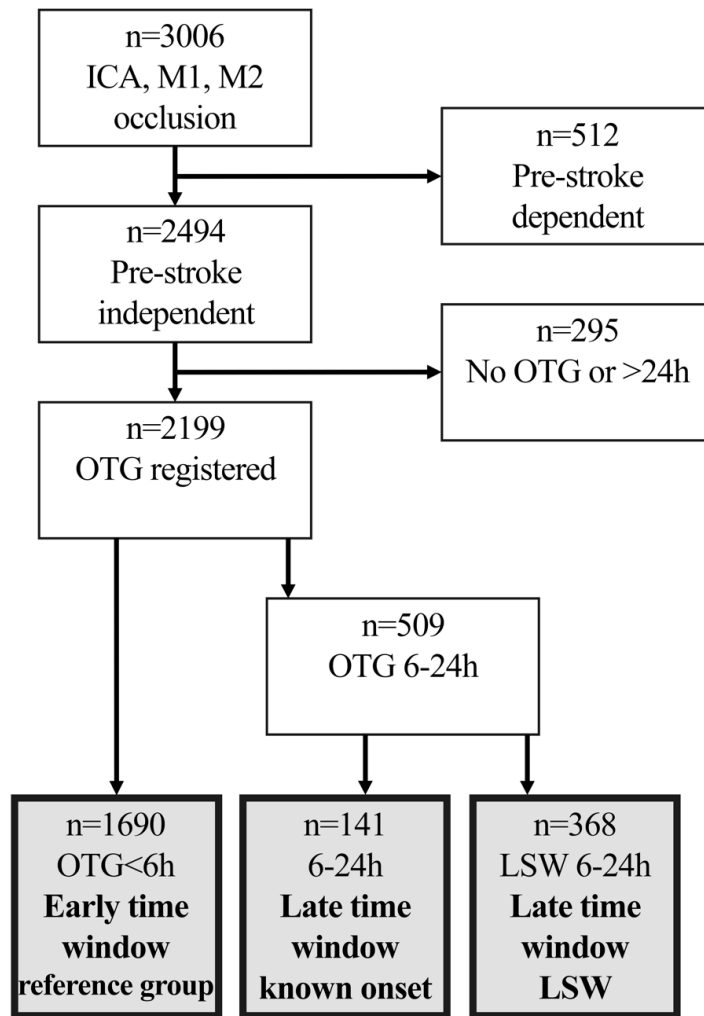 n=3006
ICA, M1, M2
occlusion
n=512
Pre-stroke
dependent
n=2494
Pre-stroke
independent
n=295
No OTG or >24h
n=2199
OTG registered
n=509
OTG 6-24h
n=1690
OTG<6h
Early time
window
reference group
n=141
6-24h
Late time
window
known onset
n=368
LSW 6-24h
Late time
window
LSW